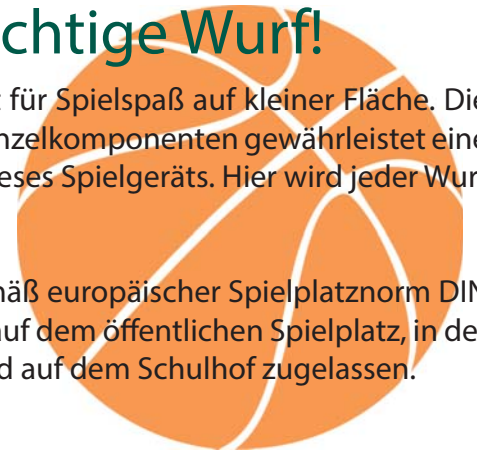 chtige Wurf!
t für Spielspaß auf kleiner Fläche. Die
nzelkomponenten gewährleistet eine
eses Spielgeräts. Hier wird jeder Wur
näß europäischer Spielplatznorm DIN
auf dem öffentlichen Spielplatz, in de
d auf dem Schulhof zugelassen.